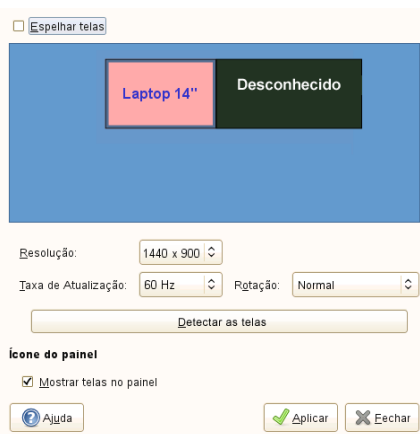 Espelhar telas
Laptop 14"
Desconhecido
Resolução:
1440 x 900
Taxa de Atualização:
60 Hz
Rotação:
Normal
Detectar as telas
Ícone do painel
Mostrar telas no painel
Ajuda
Aplicar
Fechar